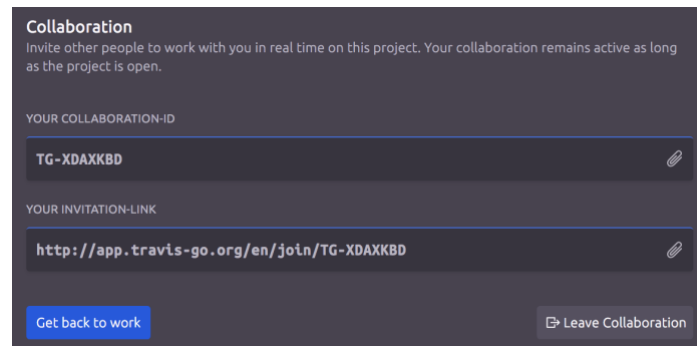 Collaboration
Invite other people to work with you in real time on this project. Your collaboration remains active as long
as the project is open.
YOUR COLLABORATION-ID
TG-XDAXKBD
YOUR INVITATION-LINK
http://app.travis-go.org/en/join/TG-XDAXKBD
Get back to work
Leave Collaboration